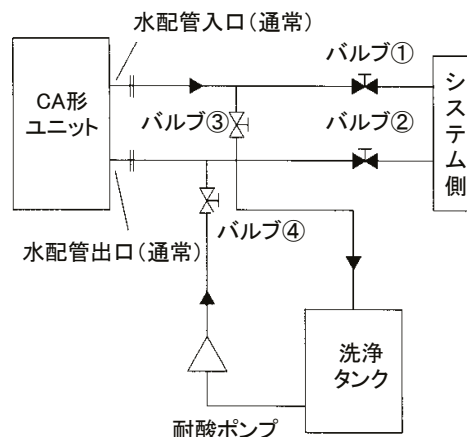 水配管入口（通常）
バルブ①
CA形
ユニット
バルブ③
バルブ②
システム側
バルブ④
水配管出口（通常）
洗浄
タンク
耐酸ポンプ